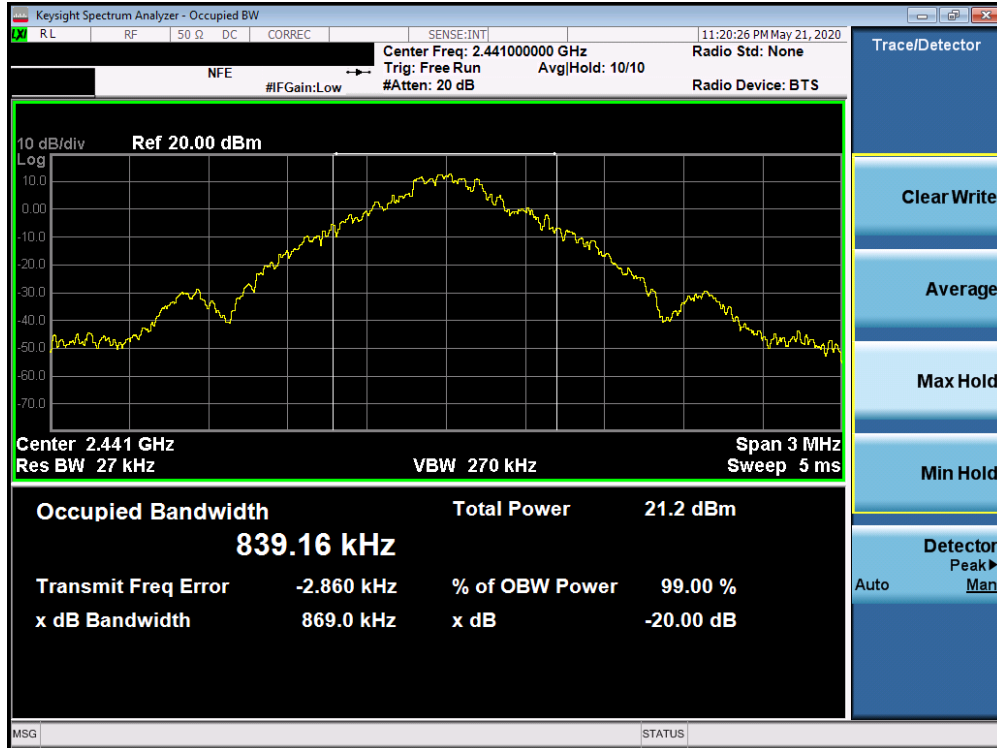 Keysight Spectrum Analyzer - Occupied BW
LXI RL RF 50 Ω DC CORREC SENSE:INT 11:20:26 PM May 21, 2020
Center Freq: 2.441000000 GHz Radio Std: None
NFE Trig: Free Run Avg|Hold: 10/10
#IFGain:Low #Atten: 20 dB Radio Device: BTS
10 dB/div Ref 20.00 dBm
Log
10.0
0.00
-10.0
-20.0
-30.0
-40.0
-50.0
-60.0
-70.0
Center 2.441 GHz Span 3 MHz
Res BW 27 kHz VBW 270 kHz Sweep 5 ms
Occupied Bandwidth Total Power 21.2 dBm
839.16 kHz
Transmit Freq Error -2.860 kHz % of OBW Power 99.00 %
x dB Bandwidth 869.0 kHz x dB -20.00 dB
MSG STATUS
Trace/Detector
Clear Write
Average
Max Hold
Min Hold
Detector
Peak▶
Auto Man